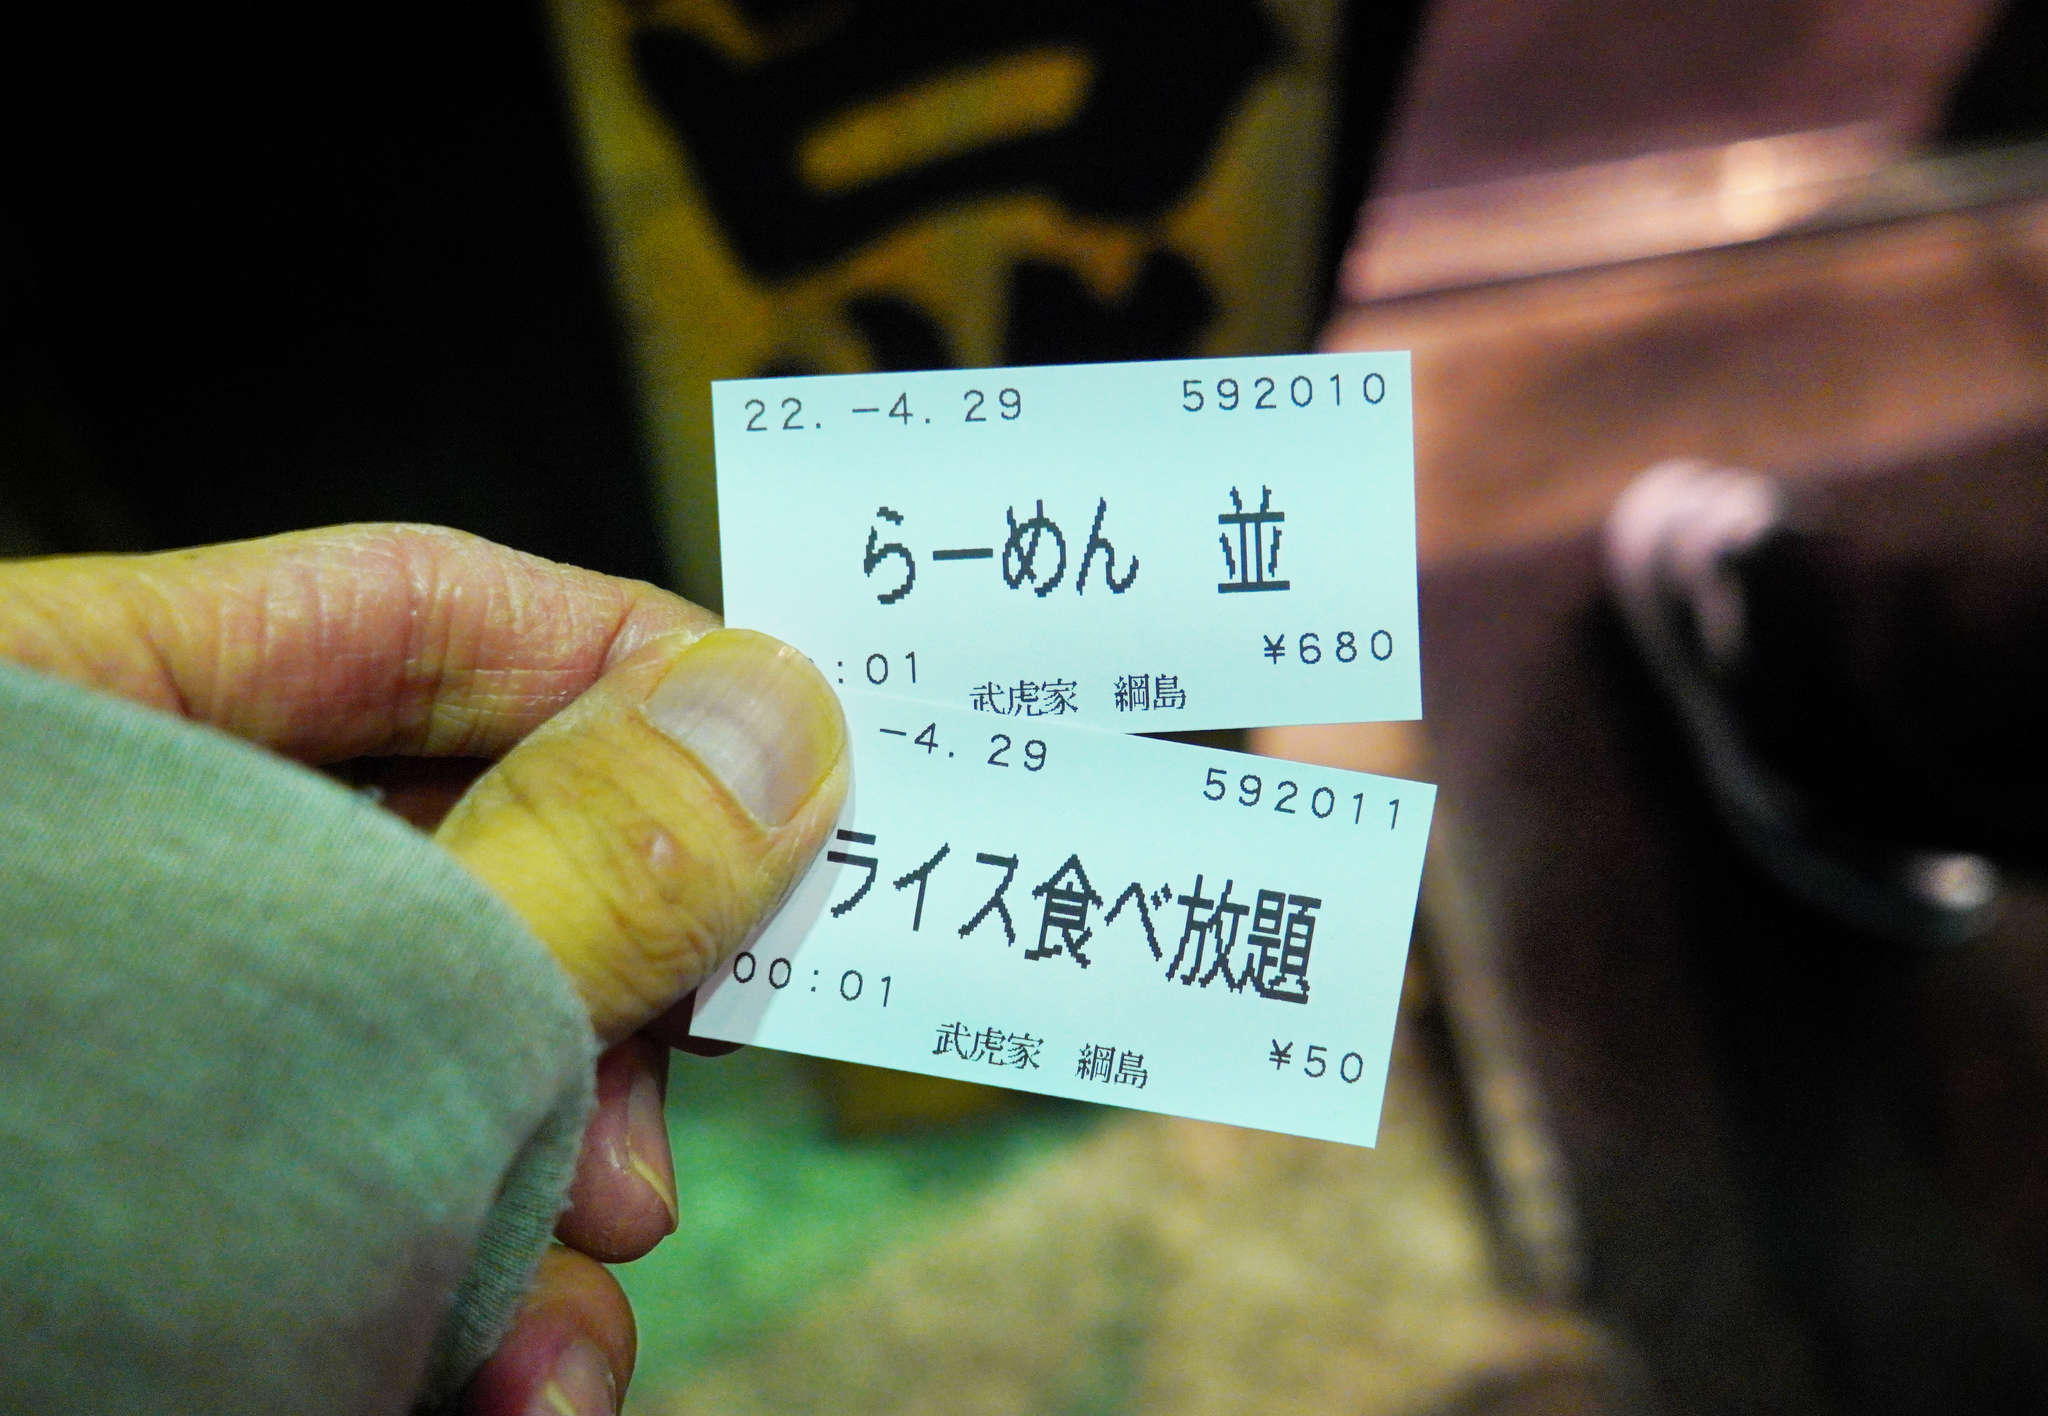 22. -4. 29 592010
らーめん 並
:01 ¥680
武虎家 綱島
-4. 29 592011
ライス食べ放題
00:01
武虎家 綱島 ¥50